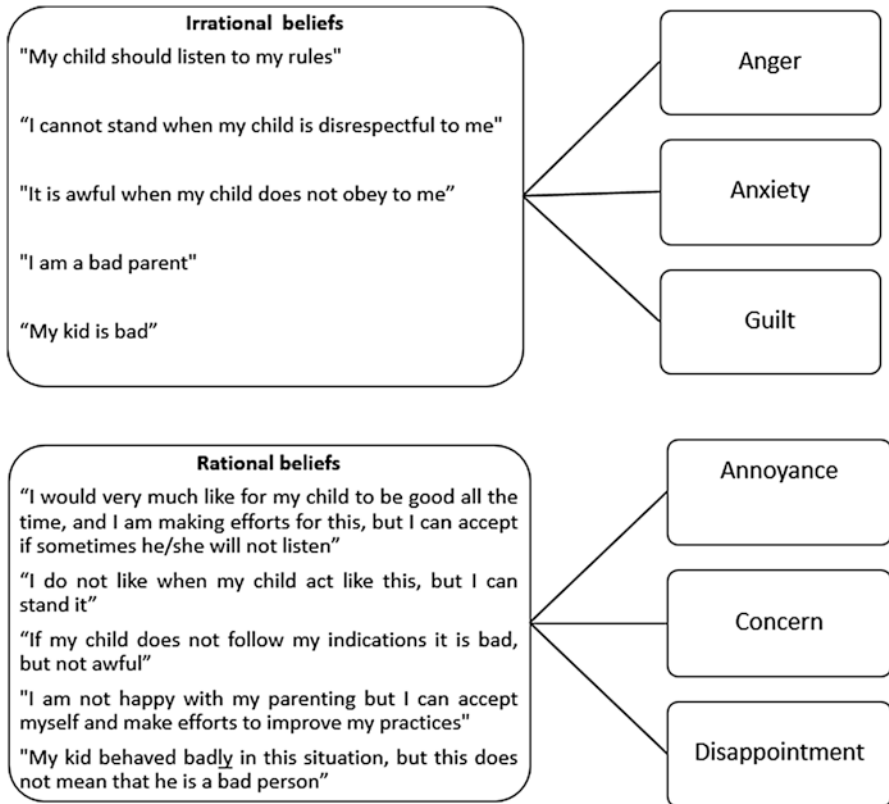 Irrational beliefs
"My child should listen to my rules"
“I cannot stand when my child is disrespectful to me"
"It is awful when my child does not obey to me”
"I am a bad parent"
“My kid is bad”
Anger
Anxiety
Guilt
Rational beliefs
“I would very much like for my child to be good all the
time, and I am making efforts for this, but I can accept
if sometimes he/she will not listen”
“I do not like when my child act like this, but I can
stand it”
“If my child does not follow my indications it is bad,
but not awful”
"I am not happy with my parenting but I can accept
myself and make efforts to improve my practices"
"My kid behaved badly in this situation, but this does
not mean that he is a bad person”
Annoyance
Concern
Disappointment